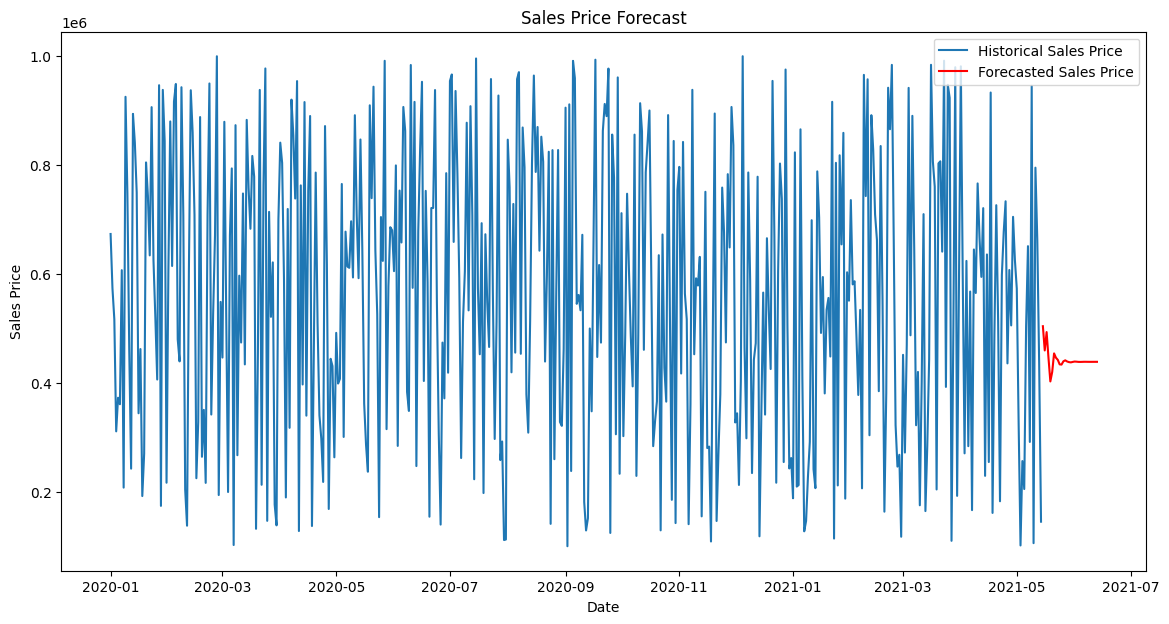 Sales Price Forecast
1e6
Historical Sales Price
Forecasted Sales Price
1.0
0.8
0.6
0.4
0.2
Sales Price
2020-01
2020-03
2020-05
2020-07
2020-09
2020-11
2021-01
2021-03
2021-05
2021-07
Date